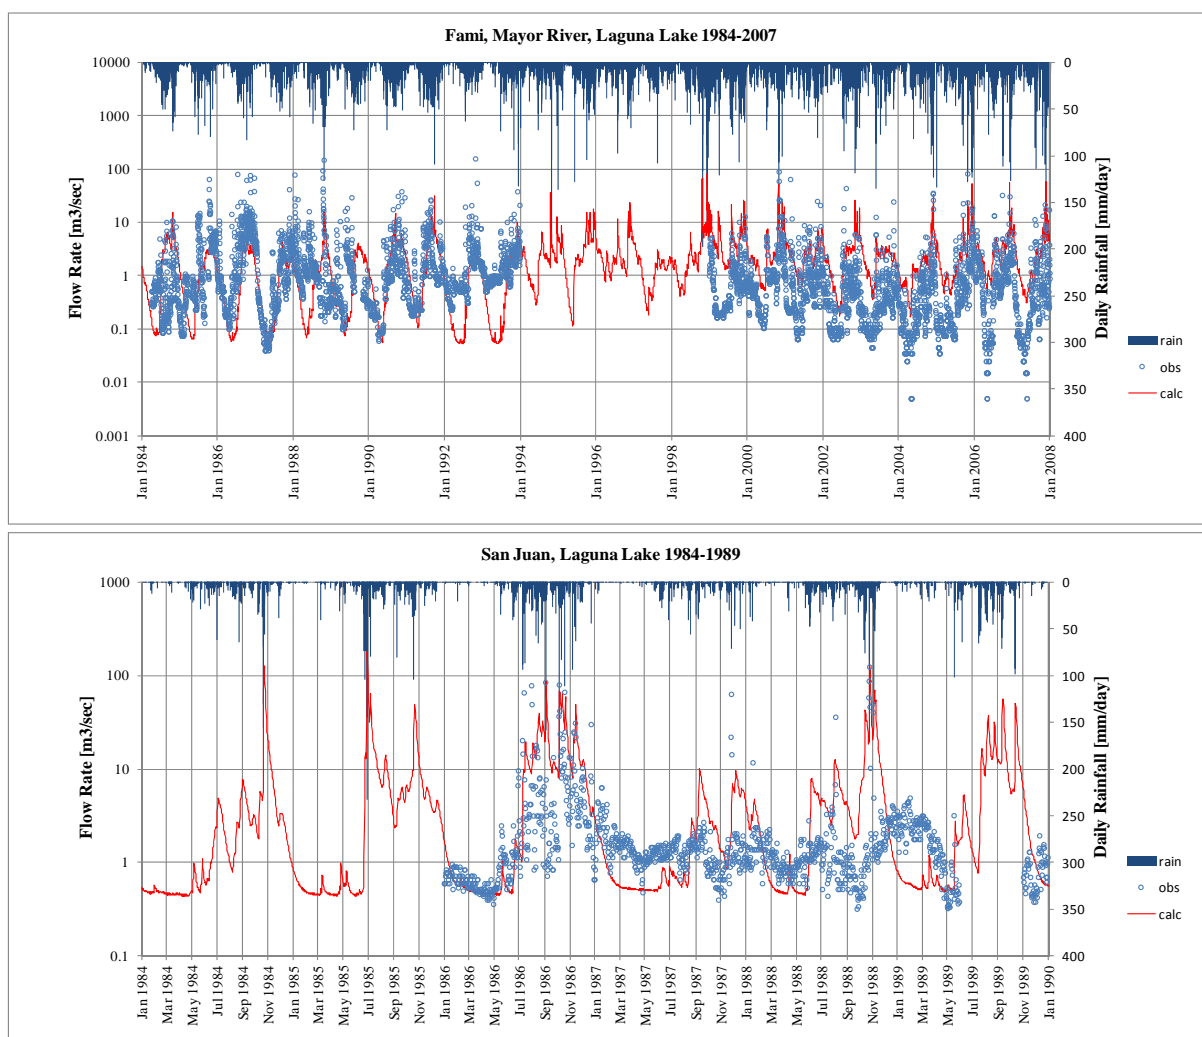 Fami, Mayor River, Laguna Lake 1984-2007
Flow Rate [m3/sec]
10000
1000
100
10
1
0.1
0.01
0.001
0
50
100
150
200
250
300
350
400
Daily Rainfall [mm/day]
rain
obs
calc
Jan 1984
Jan 1986
Jan 1988
Jan 1990
Jan 1992
Jan 1994
Jan 1996
Jan 1998
Jan 2000
Jan 2002
Jan 2004
Jan 2006
Jan 2008
San Juan, Laguna Lake 1984-1989
Flow Rate [m3/sec]
1000
100
10
1
0.1
0
50
100
150
200
250
300
350
400
Daily Rainfall [mm/day]
rain
obs
calc
Jan 1984
Mar 1984
May 1984
Jul 1984
Sep 1984
Nov 1984
Jan 1985
Mar 1985
May 1985
Jul 1985
Sep 1985
Nov 1985
Jan 1986
Mar 1986
May 1986
Jul 1986
Sep 1986
Nov 1986
Jan 1987
Mar 1987
May 1987
Jul 1987
Sep 1987
Nov 1987
Jan 1988
Mar 1988
May 1988
Jul 1988
Sep 1988
Nov 1988
Jan 1989
Mar 1989
May 1989
Jul 1989
Sep 1989
Nov 1989
Jan 1990